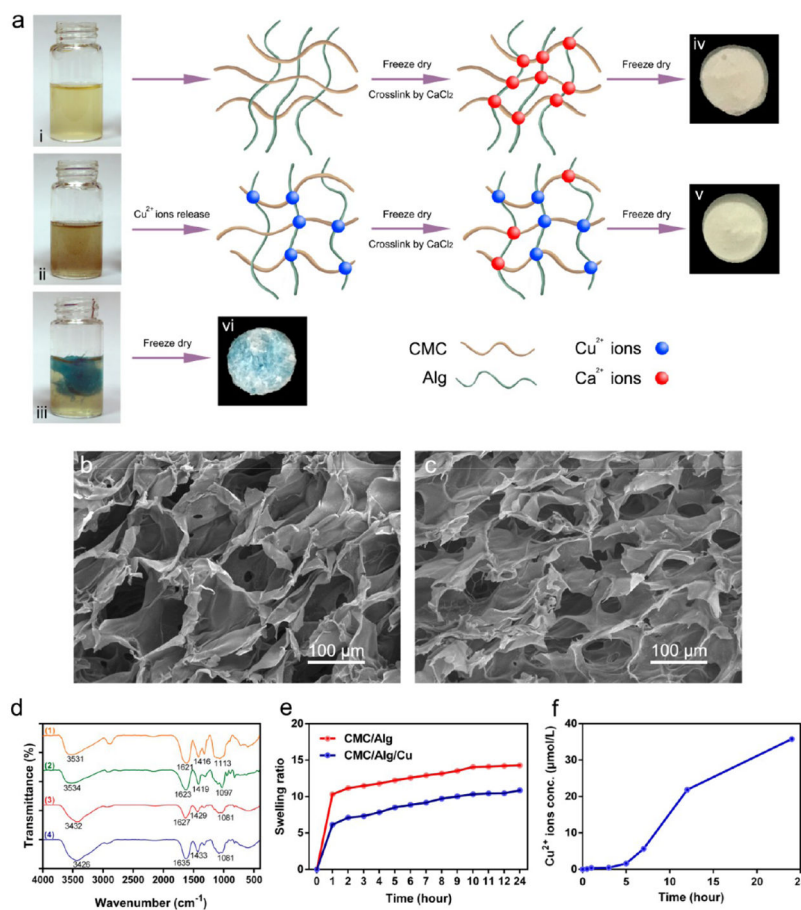 a
i
Freeze dry
Crosslink by CaCl₂
Freeze dry
iv
ii
Cu²⁺ ions release
Freeze dry
Crosslink by CaCl₂
Freeze dry
v
iii
Freeze dry
vi
CMC
Alg
Cu²⁺ ions
Ca²⁺ ions
b
100 µm
c
100 µm
d
Transmittance (%)
(1)
3531
1621
1416
1113
(2)
3534
1623
1419
1097
(3)
3432
1627
1429
1081
(4)
3426
1635
1433
1081
4000 3500 3000 2500 2000 1500 1000 500
Wavenumber (cm⁻¹)
e
Swelling ratio
CMC/Alg
CMC/Alg/Cu
20
15
10
5
0
0 1 2 3 4 5 6 7 8 9 10 11 12 24
Time (hour)
f
Cu²⁺ ions conc. (µmol/L)
40
30
20
10
0
0 5 10 15 20
Time (hour)